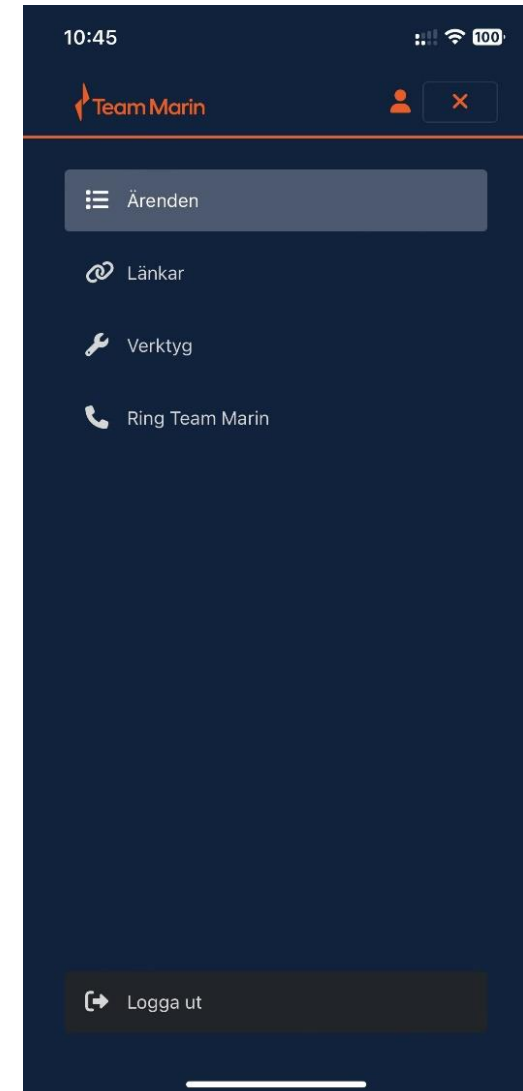 10:45
100
Team Marin
Ärenden
Länkar
Verktyg
Ring Team Marin
Logga ut